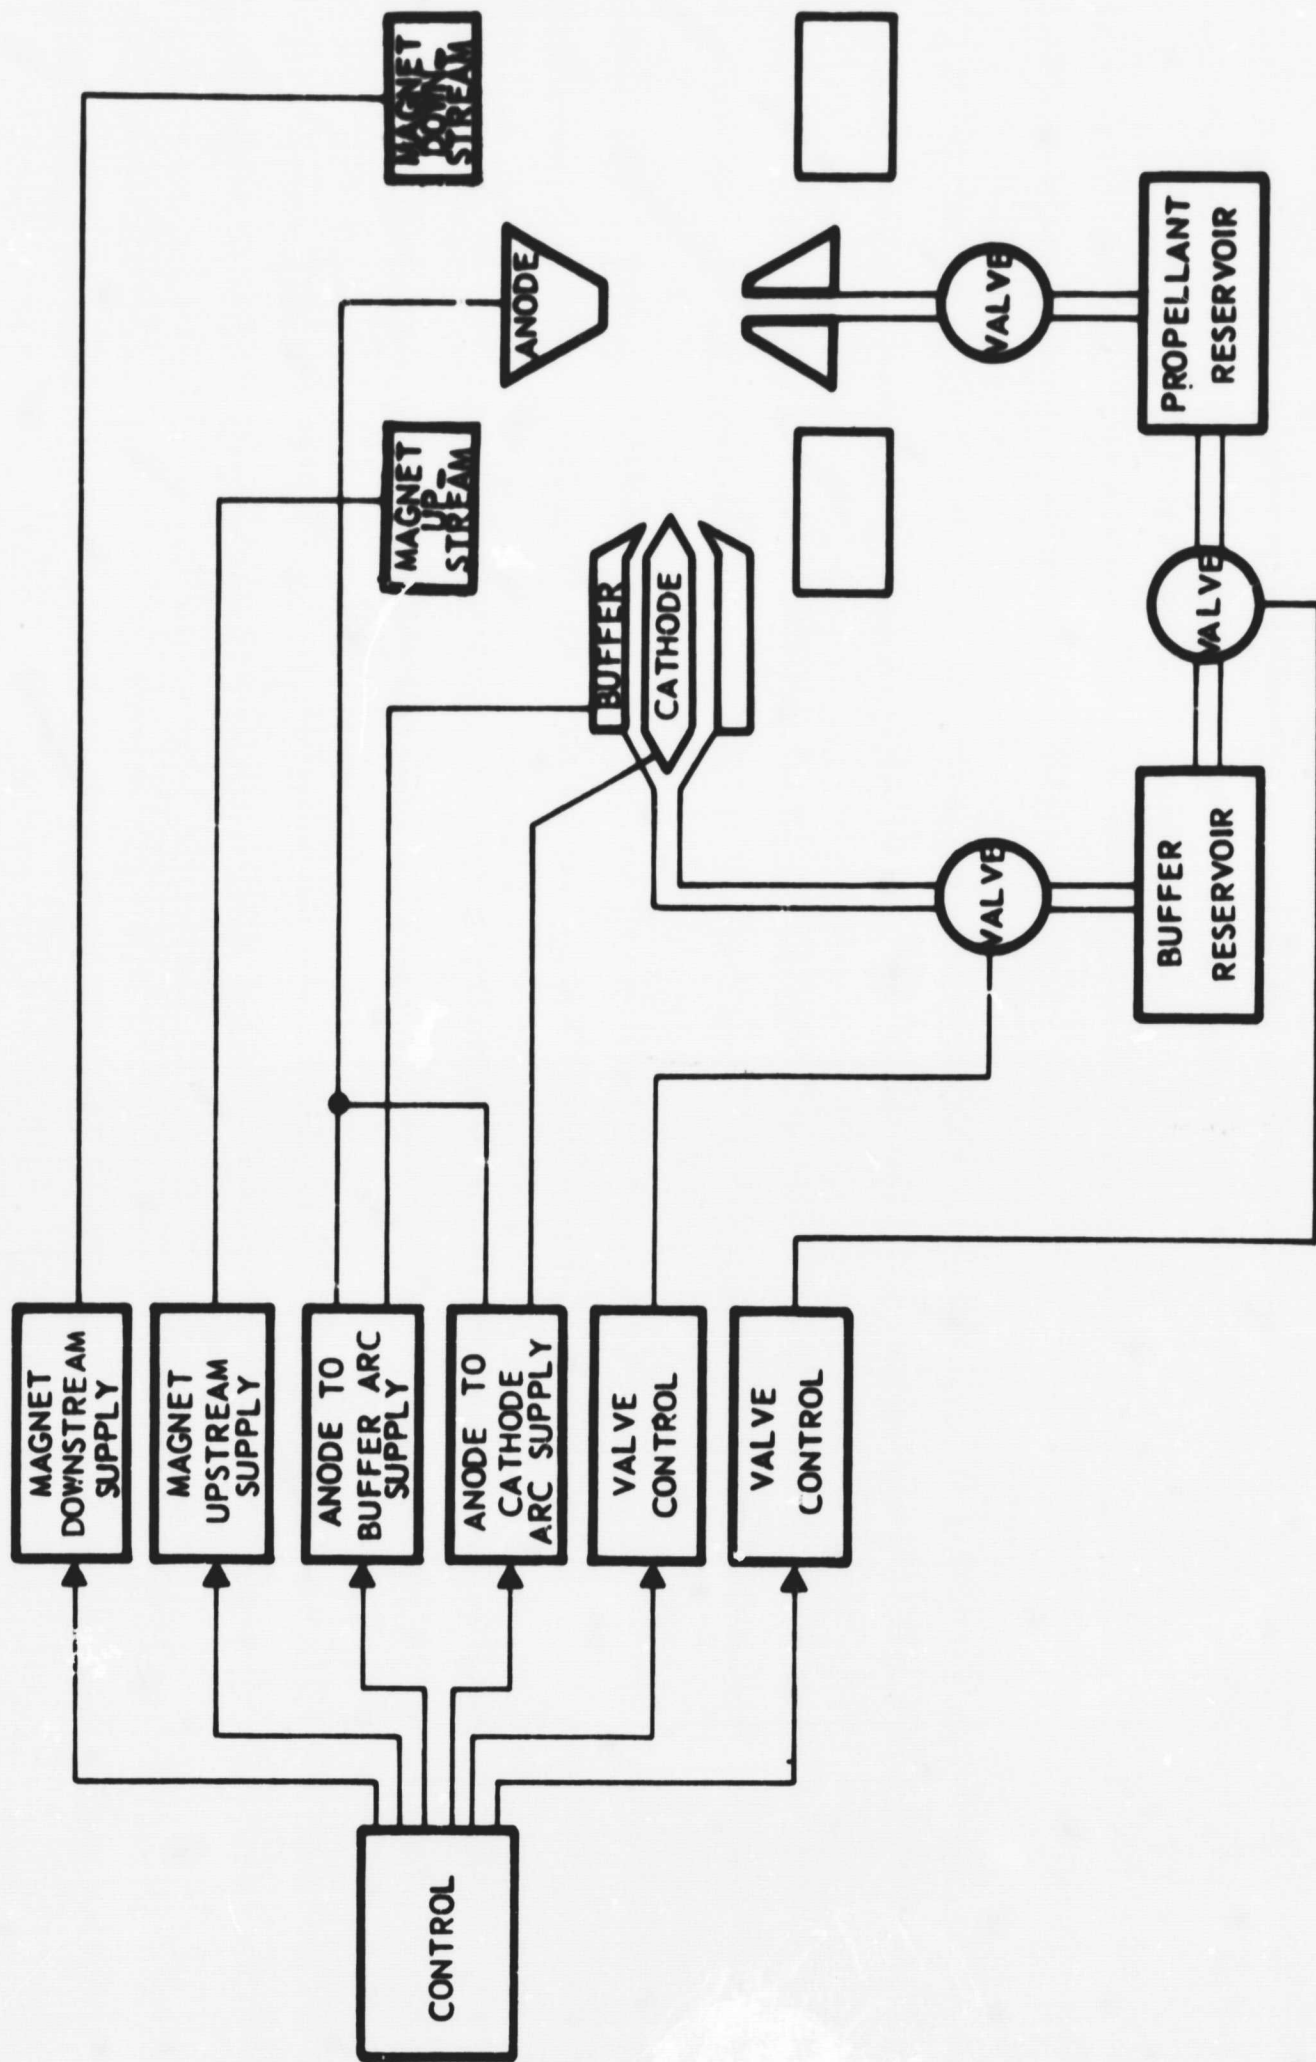 CONTROL
MAGNET
DOWNSTREAM
SUPPLY
MAGNET
UPSTREAM
SUPPLY
ANODE TO
BUFFER ARC
SUPPLY
ANODE TO
CATHODE
ARC SUPPLY
VALVE
CONTROL
VALVE
CONTROL
MAGNET
DOWN
STREAM
MAGNET
UP-
STREAM
ANODE
BUFFER
CATHODE
VALVE
VALVE
VALVE
BUFFER
RESERVOIR
PROPELLANT
RESERVOIR